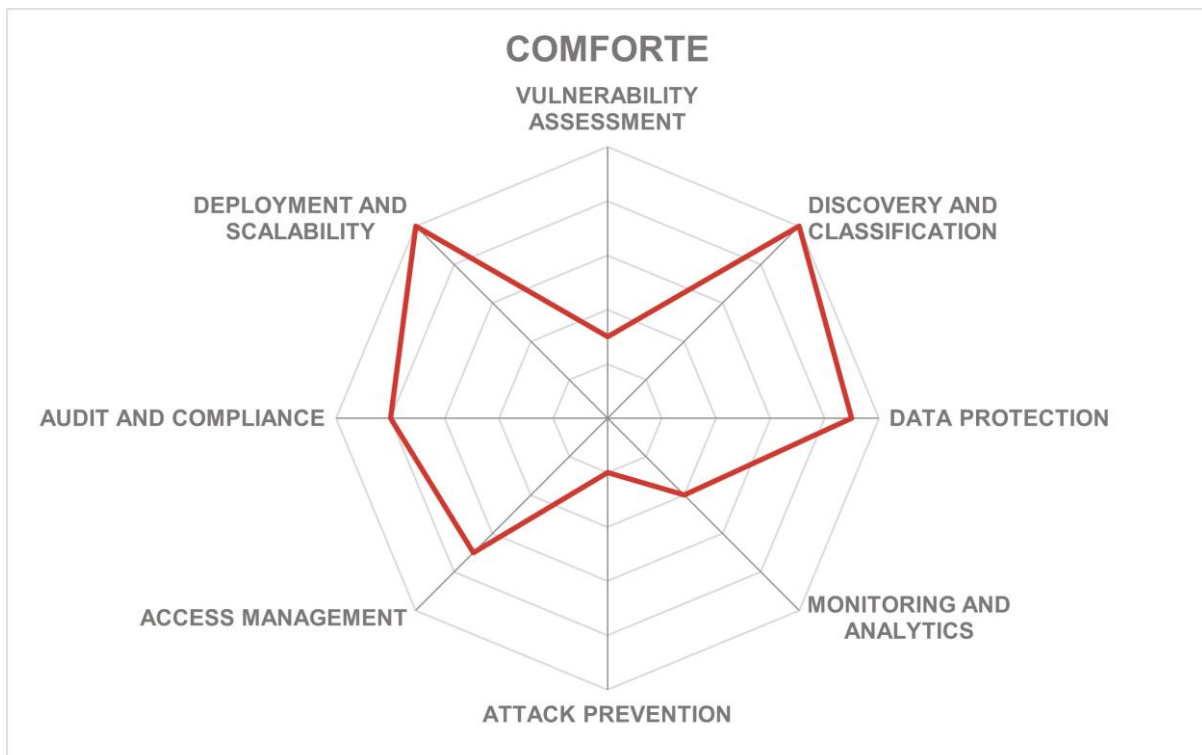 COMFORTE
VULNERABILITY
ASSESSMENT
DEPLOYMENT AND
SCALABILITY
DISCOVERY AND
CLASSIFICATION
AUDIT AND COMPLIANCE
DATA PROTECTION
ACCESS MANAGEMENT
MONITORING AND
ANALYTICS
ATTACK PREVENTION